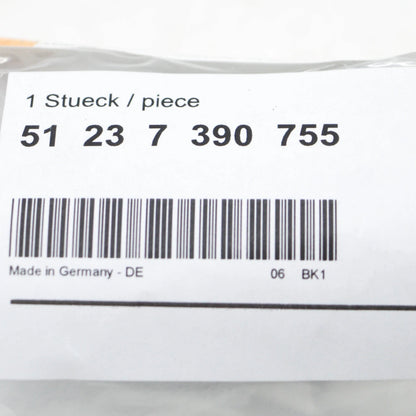 1 Stueck / piece
51 23 7 390 755
Made in Germany - DE 06 BK1